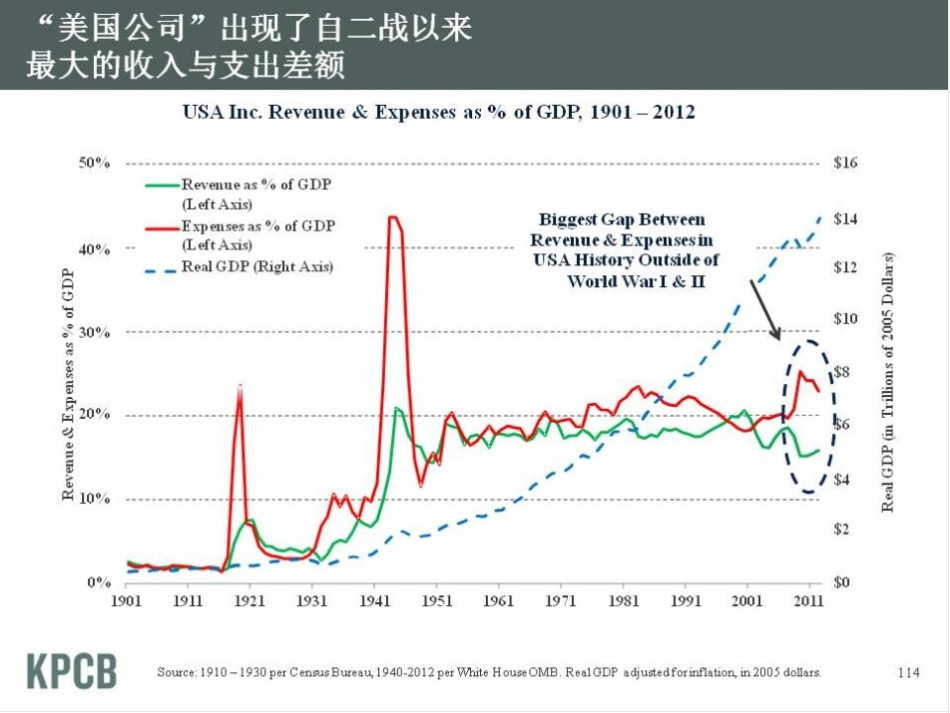 “美国公司”出现了自二战以来
最大的收入与支出差额
USA Inc. Revenue & Expenses as % of GDP, 1901 – 2012
50%
40%
30%
20%
10%
0%
Revenue & Expenses as % of GDP
Revenue as % of GDP
(Left Axis)
Expenses as % of GDP
(Left Axis)
Real GDP (Right Axis)
Biggest Gap Between
Revenue & Expenses in
USA History Outside of
World War I & II
$16
$14
$12
$10
$8
$6
$4
$2
$0
Real GDP (in Trillions of 2005 Dollars)
1901 1911 1921 1931 1941 1951 1961 1971 1981 1991 2001 2011
KPCB
Source: 1910 – 1930 per Census Bureau, 1940-2012 per White House OMB. Real GDP adjusted for inflation, in 2005 dollars.
114